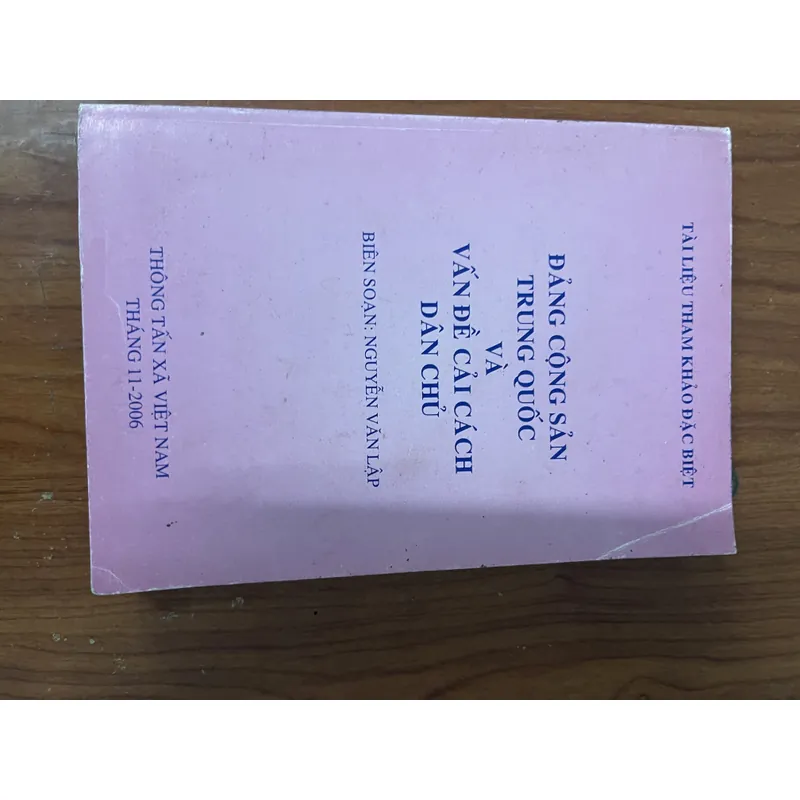 TÀI LIỆU THAM KHẢO ĐẶC BIỆT
ĐẢNG CỘNG SẢN
TRUNG QUỐC
VÀ
VẤN ĐỀ CẢI CÁCH
DÂN CHỦ
BIÊN SOẠN: NGUYỄN VĂN LẬP
THÔNG TẤN XÃ VIỆT NAM
THÁNG 11-2006